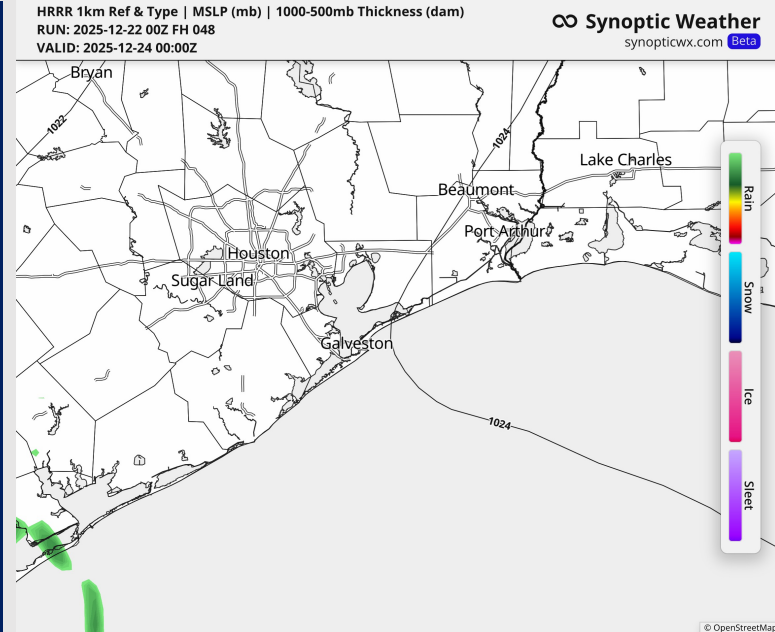 HRRR 1km Ref & Type | MSLP (mb) | 1000-500mb Thickness (dam)
RUN: 2025-12-22 00Z FH 048
VALID: 2025-12-24 00:00Z
Synoptic Weather
synopticwx.com Beta
Bryan
1022
1024
Lake Charles
Beaumont
Port Arthur
Houston
Sugar Land
Galveston
1024
Rain
Snow
Ice
Sleet
© OpenStreetMap